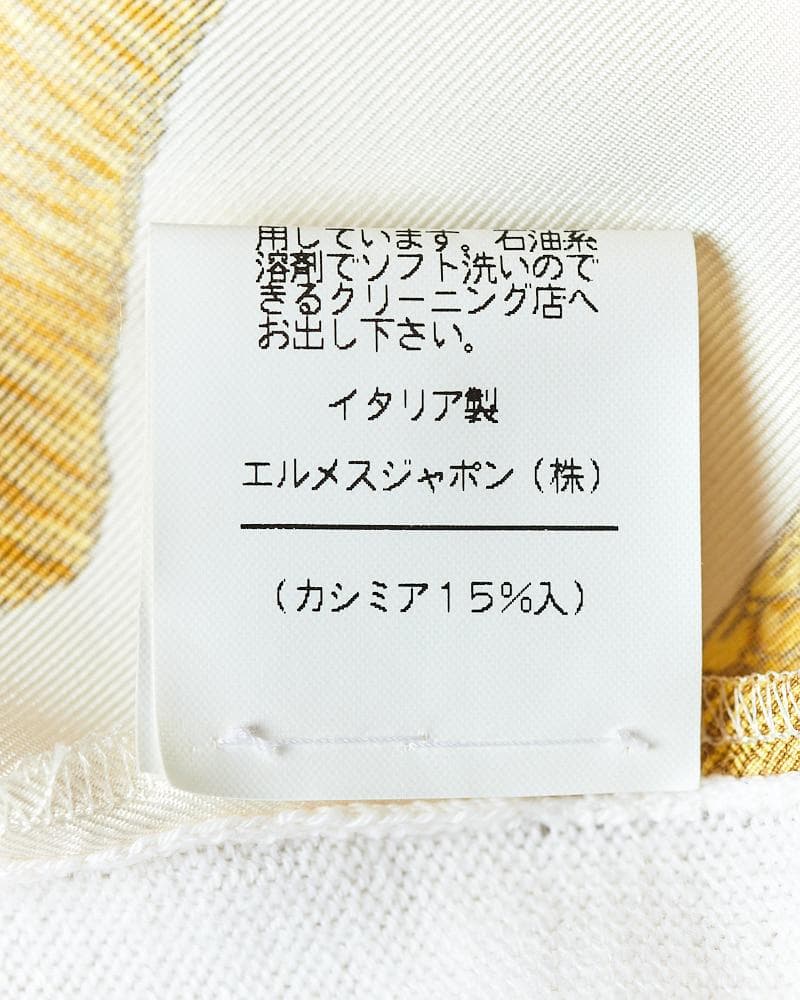 用しています。石油系
溶剤でソフト洗いので
きるクリーニング店へ
お出し下さい。
イタリア製
エルメスジャポン(株)
(カシミア15%入)